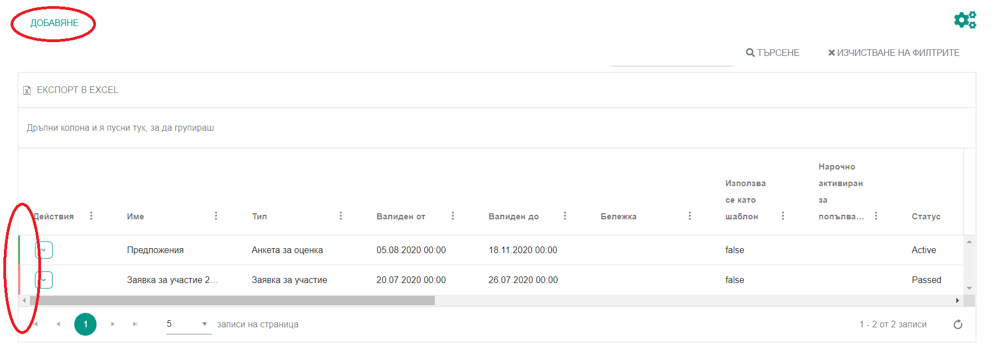 ДОБАВЯНЕ
ТЪРСЕНЕ ИЗЧИСТВАНЕ НА ФИЛТРИТЕ
ЕКСПОРТ В EXCEL
Дръпни колона и я пусни тук, за да групираш
Действия Име Тип Валиден от Валиден до Бележка Използва се като шаблон Нарочно активиран за попълва... Статус
Предложения Анкета за оценка 05.08.2020 00:00 18.11.2020 00:00 false Active
Заявка за участие 2... Заявка за участие 20.07.2020 00:00 26.07.2020 00:00 false Passed
1 5 записи на страница 1 - 2 от 2 записи